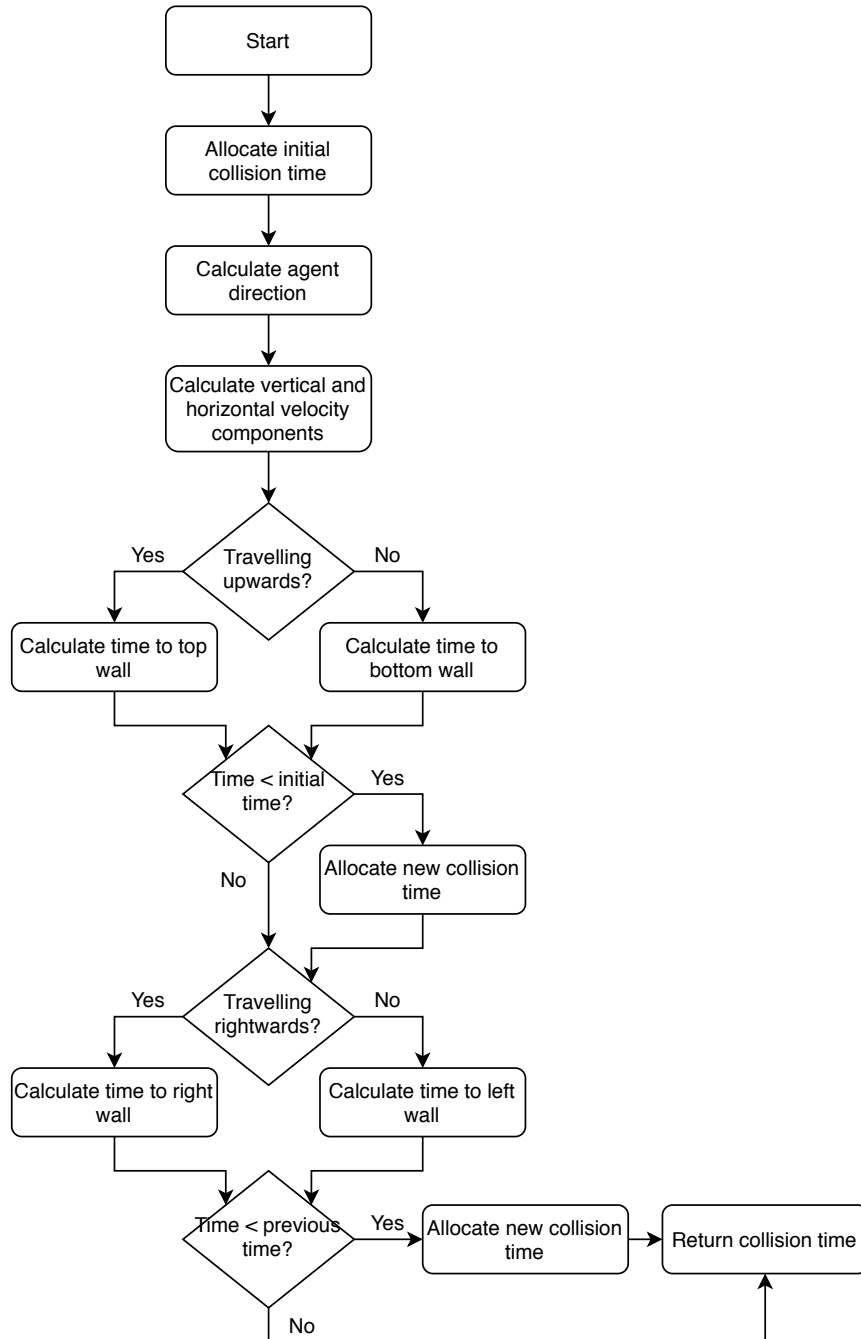 Start
Allocate initial
collision time
Calculate agent
direction
Calculate vertical and
horizontal velocity
components
Yes
Travelling
upwards?
No
Calculate time to top
wall
Calculate time to
bottom wall
Time < initial
time?
Yes
No
Allocate new collision
time
Yes
Travelling
rightwards?
No
Calculate time to right
wall
Calculate time to left
wall
Time < previous
time?
Yes
Allocate new collision
time
Return collision time
No